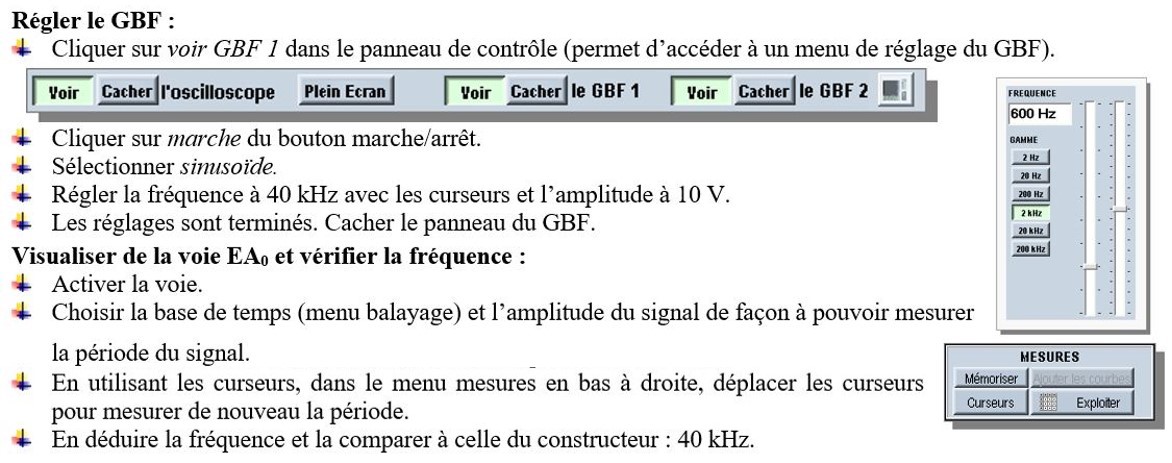 Régler le GBF :
Cliquer sur voir GBF 1 dans le panneau de contrôle (permet d'accéder à un menu de réglage du GBF).
Voir Cacher l'oscilloscope Plein Ecran Voir Cacher le GBF 1 Voir Cacher le GBF 2
FREQUENCE
600 Hz
GAMME
2 Hz
20 Hz
200 Hz
2 kHz
20 kHz
200 kHz
Cliquer sur marche du bouton marche/arrêt.
Sélectionner sinusoïde.
Régler la fréquence à 40 kHz avec les curseurs et l'amplitude à 10 V.
Les réglages sont terminés. Cacher le panneau du GBF.
Visualiser de la voie EA₀ et vérifier la fréquence :
Activer la voie.
Choisir la base de temps (menu balayage) et l'amplitude du signal de façon à pouvoir mesurer
la période du signal.
En utilisant les curseurs, dans le menu mesures en bas à droite, déplacer les curseurs
pour mesurer de nouveau la période.
En déduire la fréquence et la comparer à celle du constructeur : 40 kHz.
MESURES
Mémoriser Ajouter les courbes
Curseurs Exploiter